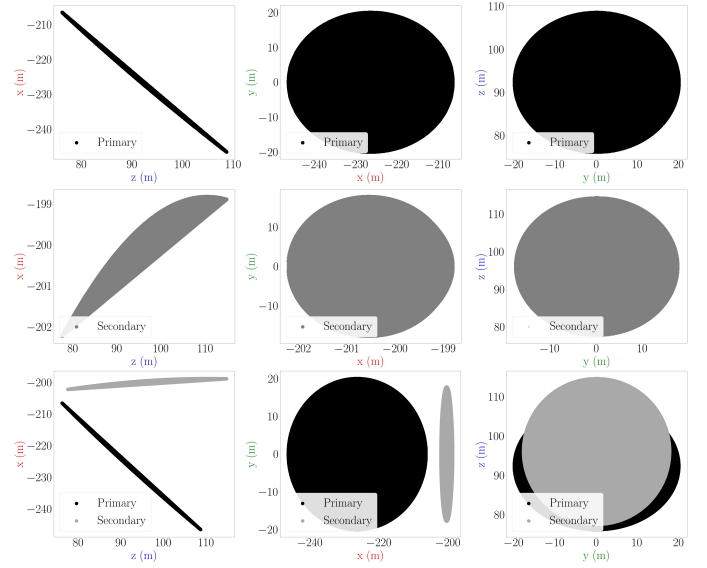 −210
−220
−230
−240
x (m)
Primary
80
90
100
110
z (m)
20
10
0
−10
−20
y (m)
Primary
−240
−230
−220
−210
x (m)
110
100
90
80
z (m)
Primary
−20
−10
0
10
20
y (m)
−199
−200
−201
−202
x (m)
Secondary
80
90
100
110
z (m)
10
0
−10
y (m)
Secondary
−202
−201
−200
−199
x (m)
110
100
90
80
z (m)
Secondary
−10
0
10
y (m)
−200
−210
−220
−230
−240
x (m)
Primary
Secondary
80
90
100
110
z (m)
20
10
0
−10
−20
y (m)
Primary
Secondary
−240
−220
−200
x (m)
110
100
90
80
z (m)
Primary
Secondary
−20
−10
0
10
20
y (m)